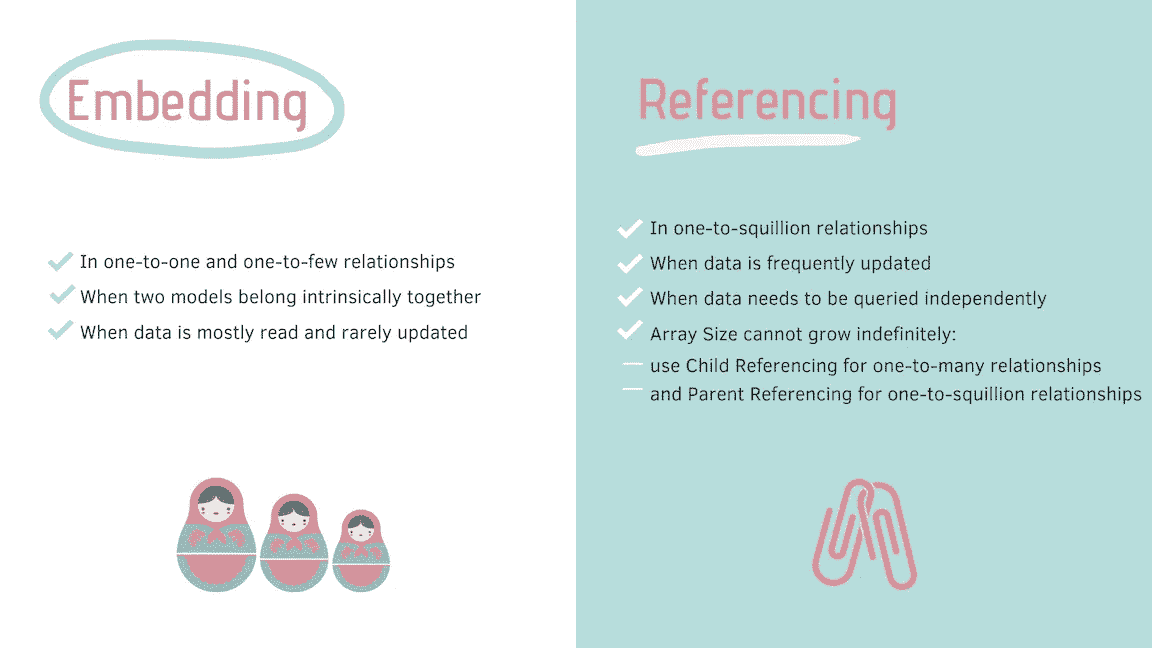 Embedding
In one-to-one and one-to-few relationships
When two models belong intrinsically together
When data is mostly read and rarely updated
Referencing
In one-to-squillion relationships
When data is frequently updated
When data needs to be queried independently
Array Size cannot grow indefinitely:
use Child Referencing for one-to-many relationships
and Parent Referencing for one-to-squillion relationships